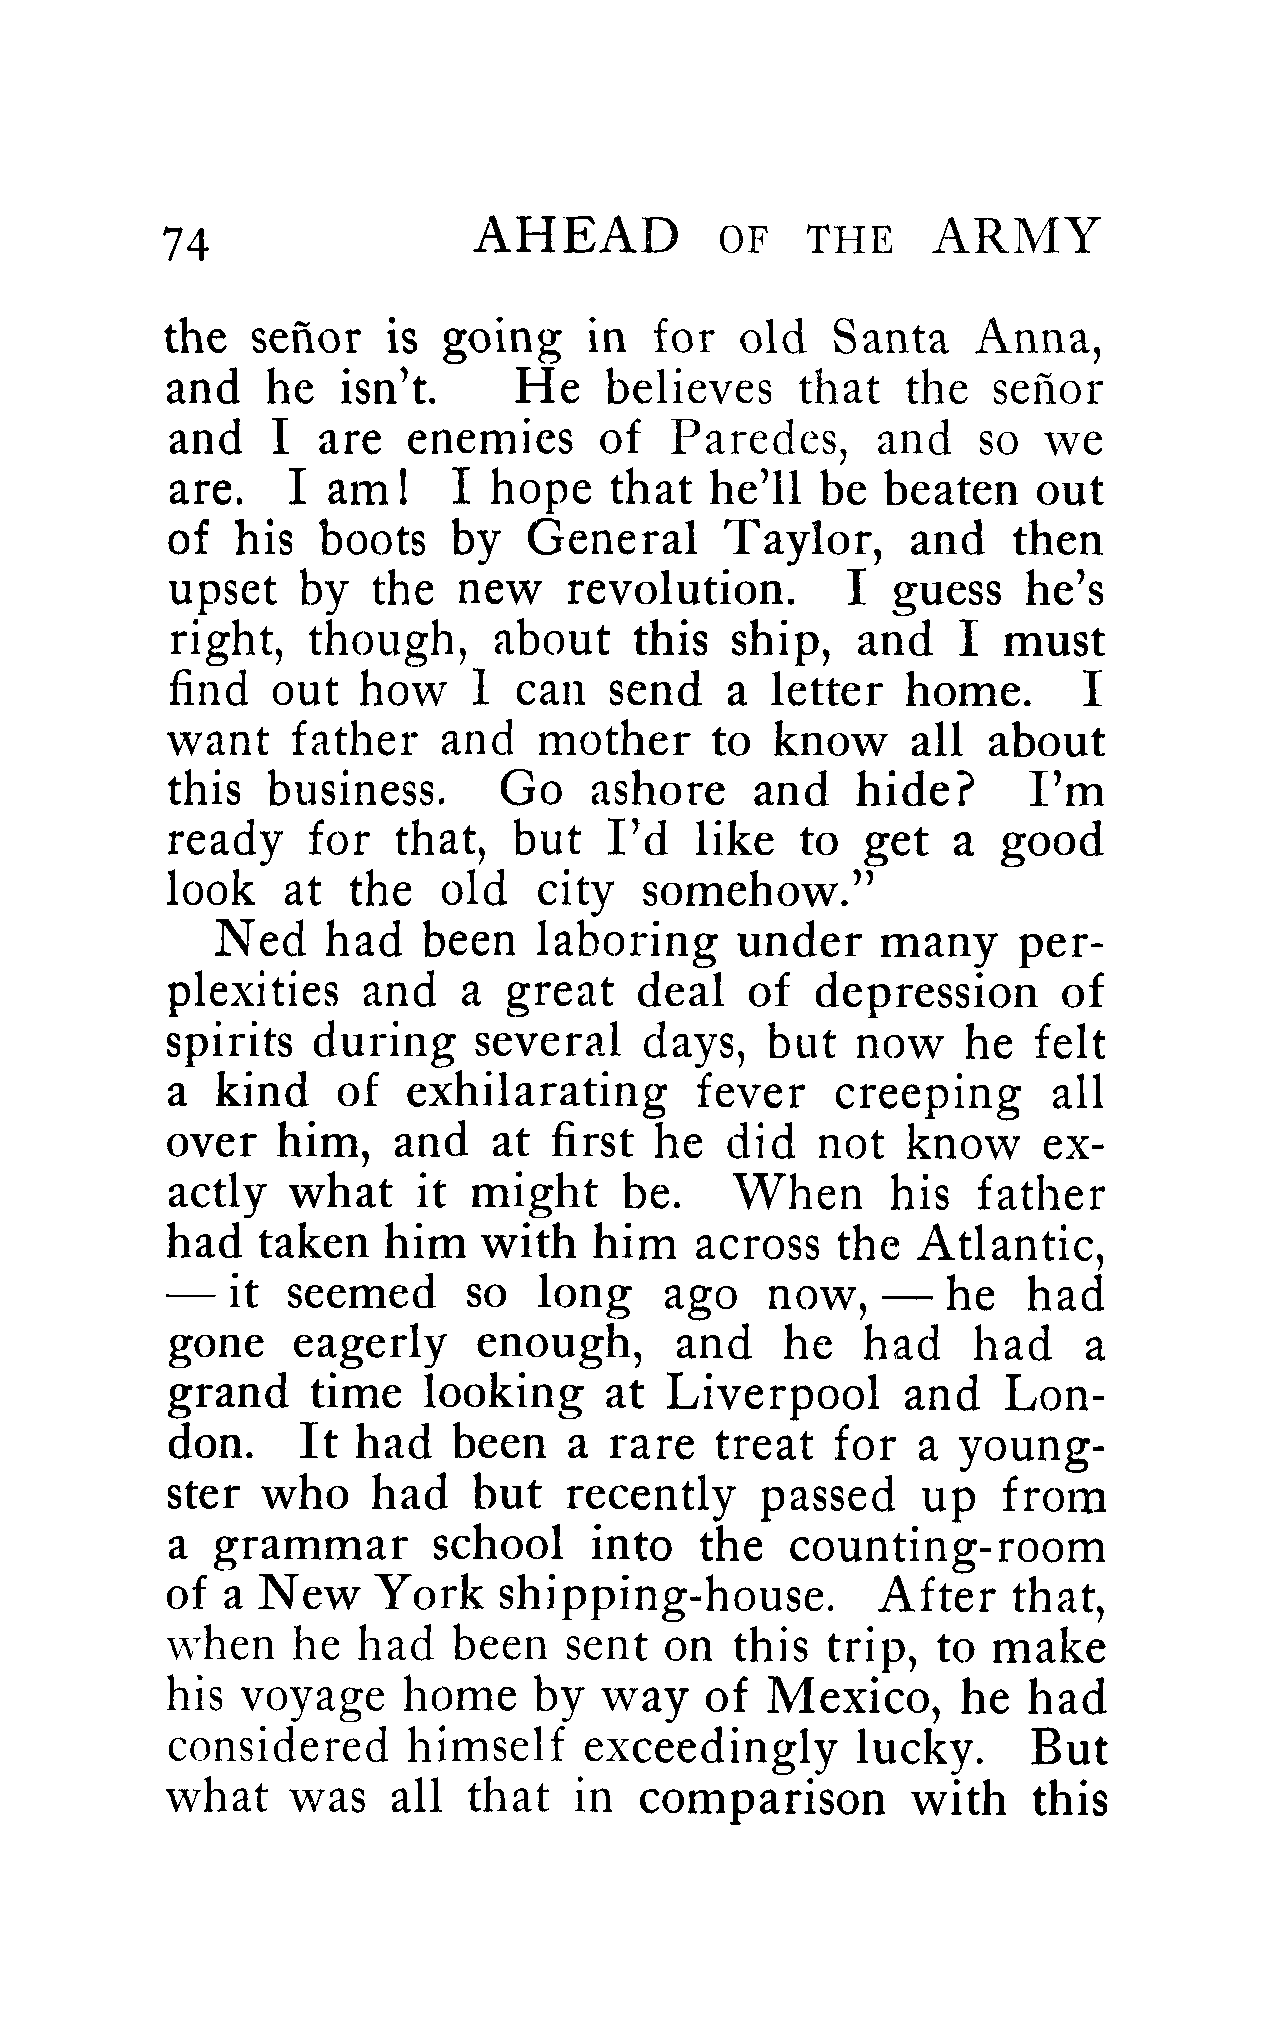 74 AHEAD OF THE ARMY
the señor is going in for old Santa Anna,
and he isn't. He believes that the señor
and I are enemies of Paredes, and so we
are. I am! I hope that he'll be beaten out
of his boots by General Taylor, and then
upset by the new revolution. I guess he's
right, though, about this ship, and I must
find out how I can send a letter home. I
want father and mother to know all about
this business. Go ashore and hide? I'm
ready for that, but I'd like to get a good
look at the old city somehow."
Ned had been laboring under many per-
plexities and a great deal of depression of
spirits during several days, but now he felt
a kind of exhilarating fever creeping all
over him, and at first he did not know ex-
actly what it might be. When his father
had taken him with him across the Atlantic,
— it seemed so long ago now, — he had
gone eagerly enough, and he had had a
grand time looking at Liverpool and Lon-
don. It had been a rare treat for a young-
ster who had but recently passed up from
a grammar school into the counting-room
of a New York shipping-house. After that,
when he had been sent on this trip, to make
his voyage home by way of Mexico, he had
considered himself exceedingly lucky. But
what was all that in comparison with this